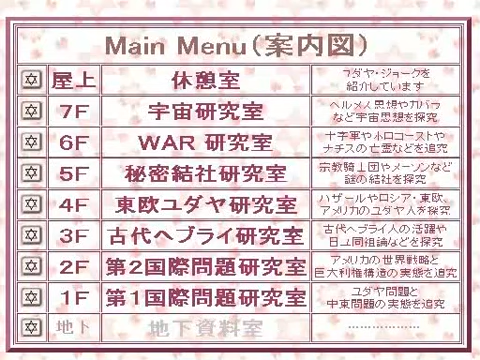 Main Menu(案内図)
屋上 休憩室 ユダヤ・ジョークを
紹介しています
7F 宇宙研究室 ヘルメス思想やカバラ
など宇宙思想を探究
6F WAR 研究室 十字軍やホロコーストや
ナチスの亡霊などを追究
5F 秘密結社研究室 宗教騎士団やメーソンなど
謎の結社を探究
4F 東欧ユダヤ研究室 ハザールやロシア・東欧、
アメリカのユダヤ人を探究
3F 古代ヘブライ研究室 古代ヘブライ人の活躍や
日ユ同祖論などを探究
2F 第2国際問題研究室 アメリカの世界戦略と
巨大利権構造の実態を追究
1F 第1国際問題研究室 ユダヤ問題と
中東問題の実態を追究
地下 地下資料室 ………………